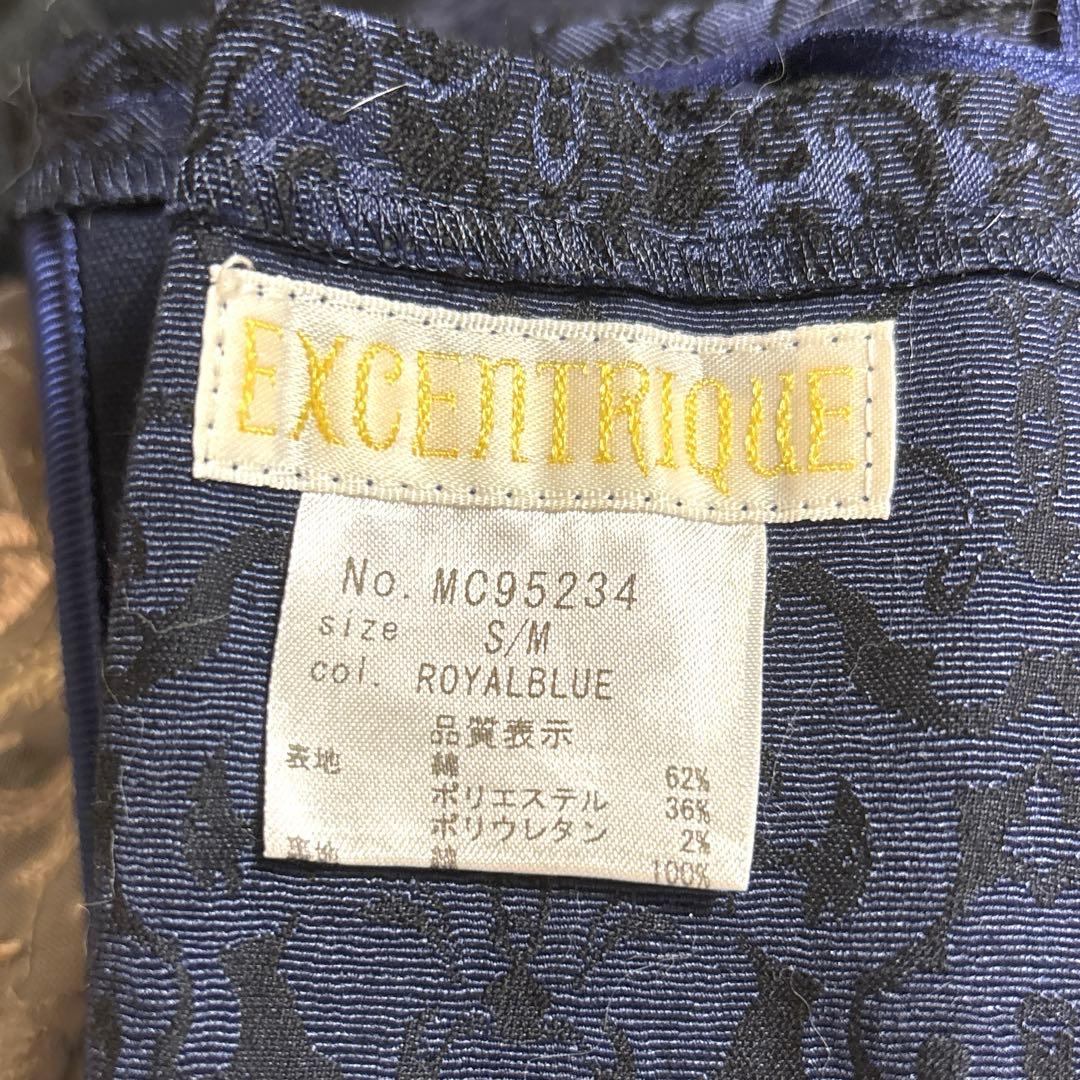 EXCENTRIQUE
No. MC95234
size S/M
col. ROYALBLUE
品質表示
表地 綿 62%
ポリエステル 36%
ポリウレタン 2%
裏地 綿 100%